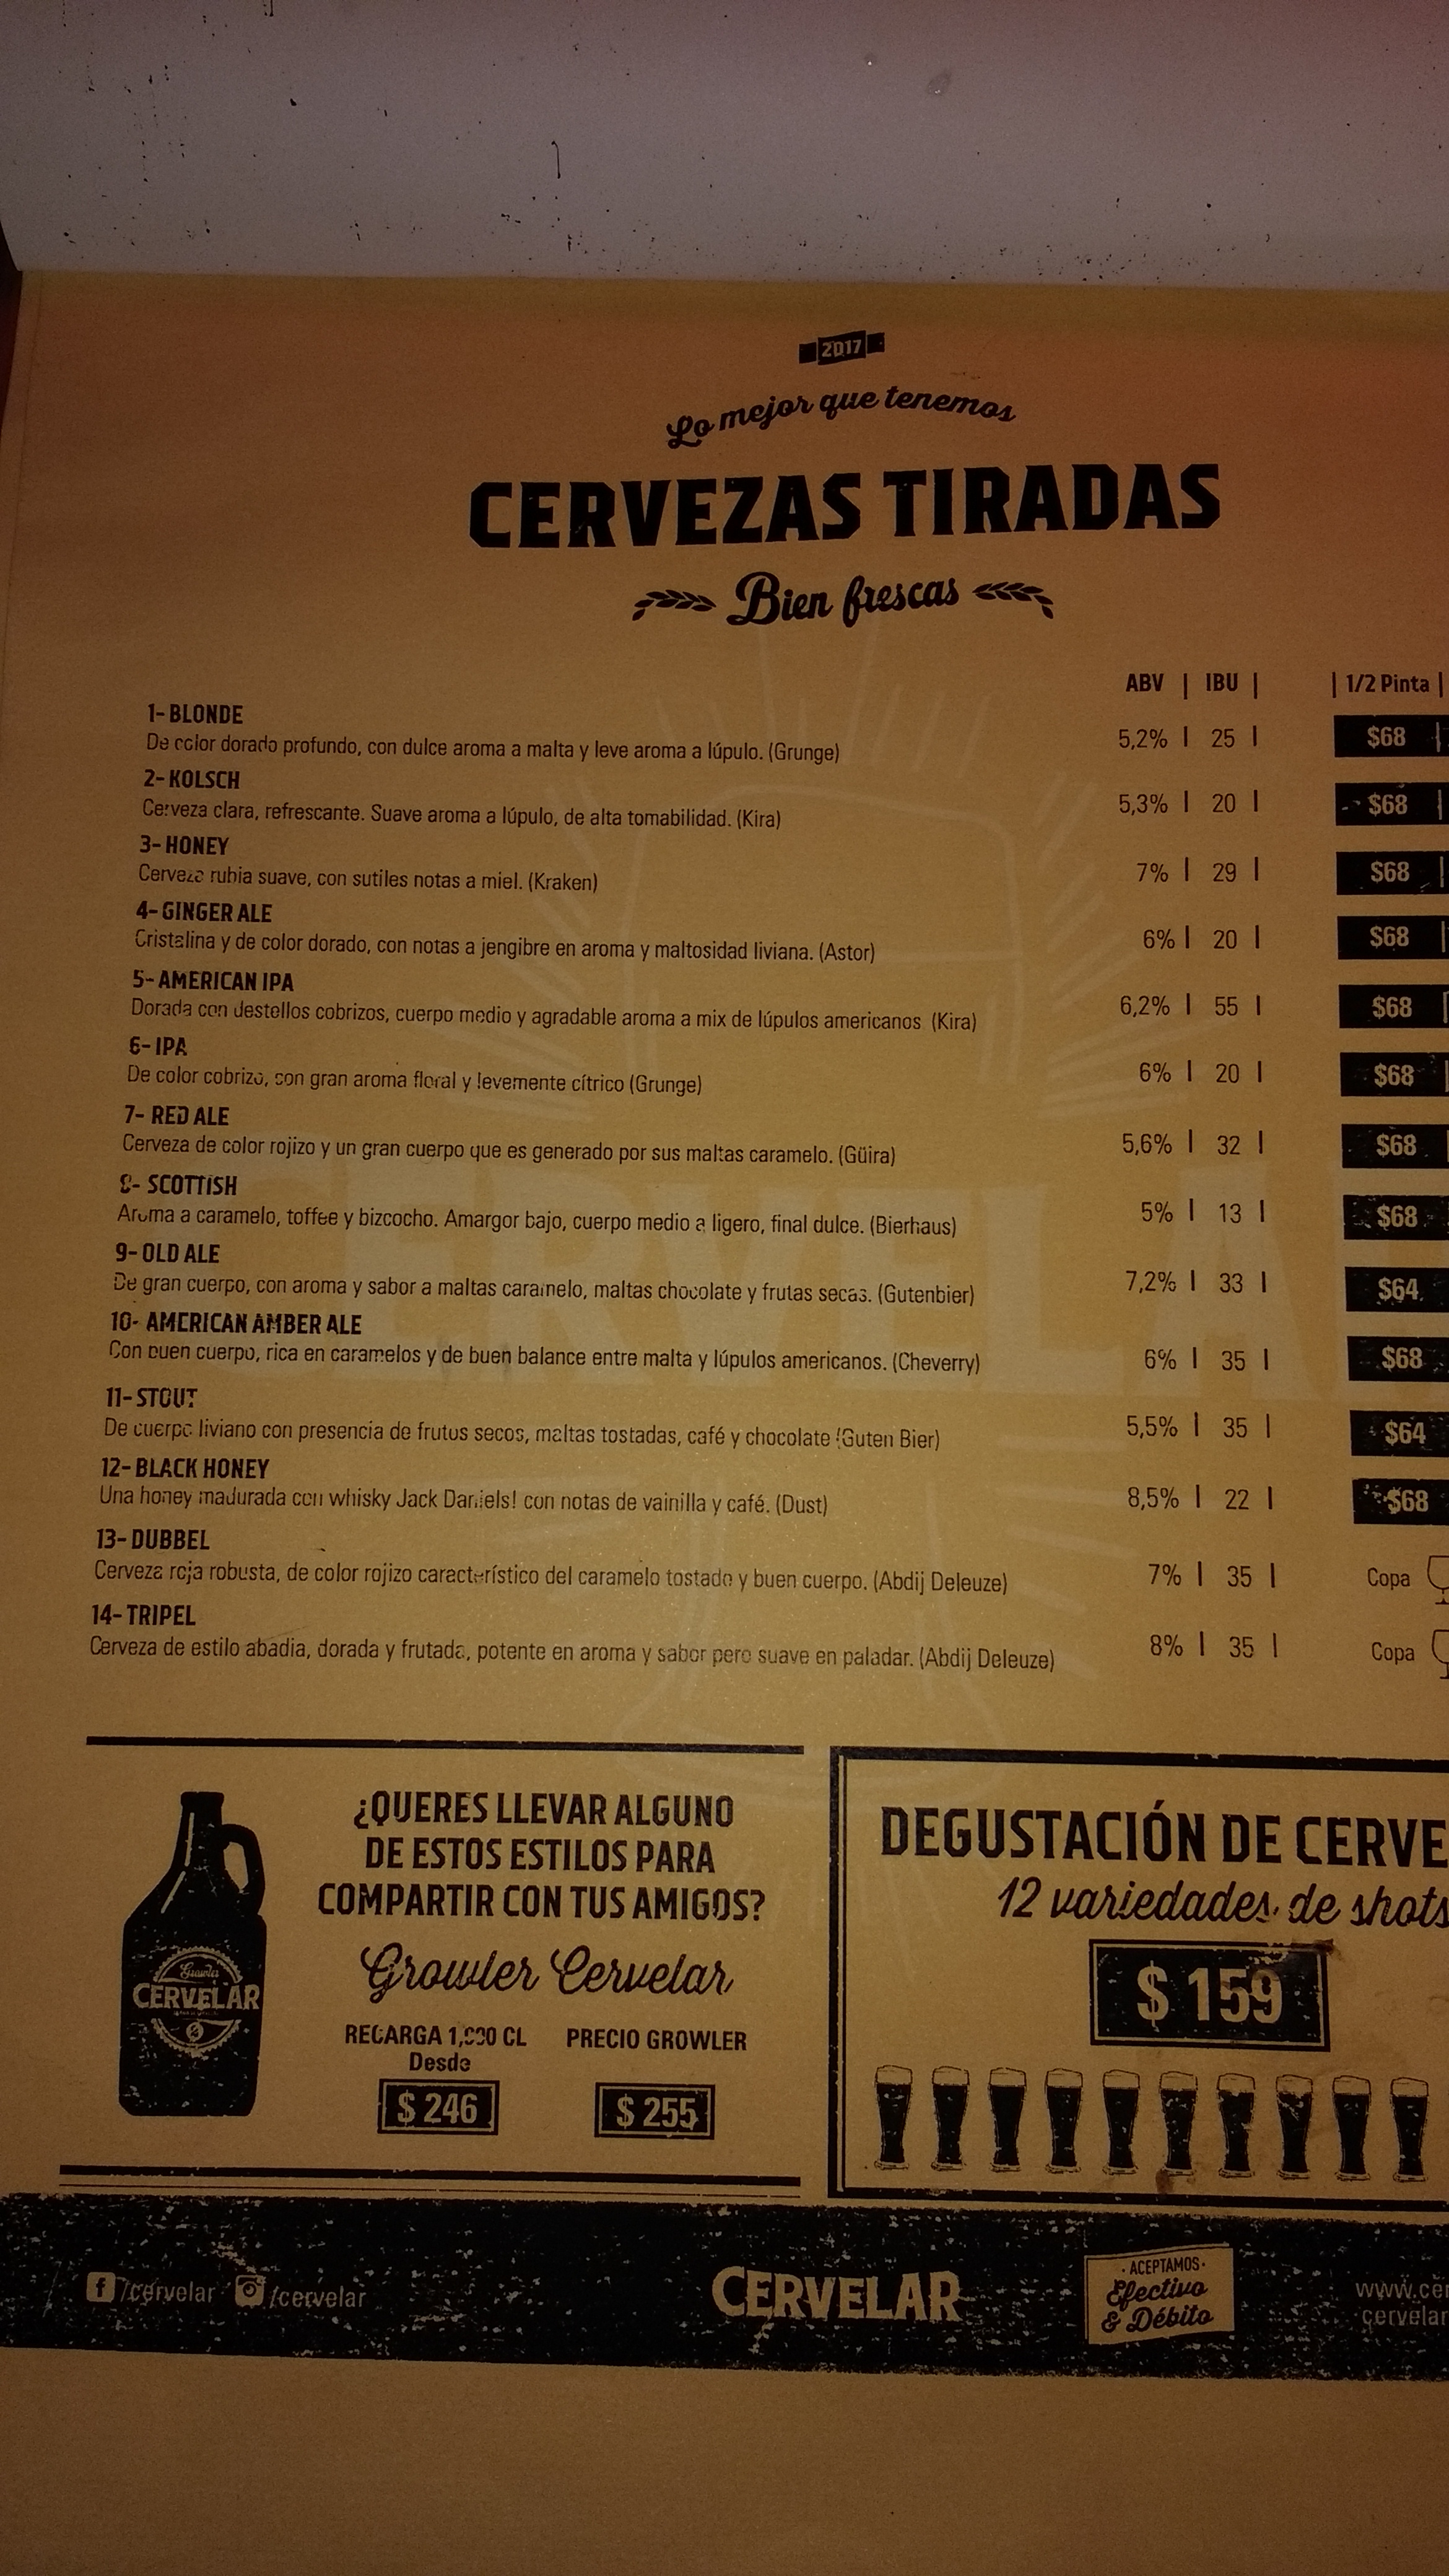 2017
Lo mejor que tenemos
CERVEZAS TIRADAS
Bien frescas
ABV | IBU | | 1/2 Pinta |
1- BLONDE
De color dorado profundo, con dulce aroma a malta y leve aroma a lúpulo. (Grunge) 5,2% | 25 | $68
2- KOLSCH
Cerveza clara, refrescante. Suave aroma a lúpulo, de alta tomabilidad. (Kira) 5,3% | 20 | $68
3- HONEY
Cerveza rubia suave, con sutiles notas a miel. (Kraken) 7% | 29 | $68
4- GINGER ALE
Cristalina y de color dorado, con notas a jengibre en aroma y maltosidad liviana. (Astor) 6% | 20 | $68
5- AMERICAN IPA
Dorada con destellos cobrizos, cuerpo medio y agradable aroma a mix de lúpulos americanos (Kira) 6,2% | 55 | $68
6- IPA
De color cobrizo, con gran aroma floral y levemente cítrico (Grunge) 6% | 20 | $68
7- RED ALE
Cerveza de color rojizo y un gran cuerpo que es generado por sus maltas caramelo. (Güira) 5,6% | 32 | $68
8- SCOTTISH
Aroma a caramelo, toffee y bizcocho. Amargor bajo, cuerpo medio a ligero, final dulce. (Bierhaus) 5% | 13 | $68
9- OLD ALE
De gran cuerpo, con aroma y sabor a maltas caramelo, maltas chocolate y frutas secas. (Gutenbier) 7,2% | 33 | $64
10- AMERICAN AMBER ALE
Con buen cuerpo, rica en caramelos y de buen balance entre malta y lúpulos americanos. (Cheverry) 6% | 35 | $68
11- STOUT
De cuerpo liviano con presencia de frutos secos, maltas tostadas, café y chocolate (Guten Bier) 5,5% | 35 | $64
12- BLACK HONEY
Una honey madurada con whisky Jack Daniels! con notas de vainilla y café. (Dust) 8,5% | 22 | $68
13- DUBBEL
Cerveza roja robusta, de color rojizo característico del caramelo tostado y buen cuerpo. (Abdij Deleuze) 7% | 35 | Copa
14- TRIPEL
Cerveza de estilo abadia, dorada y frutada, potente en aroma y sabor pero suave en paladar. (Abdij Deleuze) 8% | 35 | Copa
¿QUERES LLEVAR ALGUNO
DE ESTOS ESTILOS PARA
COMPARTIR CON TUS AMIGOS?
Growler Cervelar
RECARGA CL
Desde
$ 246
PRECIO GROWLER
$ 255
Growler
CERVELAR
DEGUSTACIÓN DE CERVE
12 variedades de shots
$ 159
/cervelar /cervelar
CERVELAR
· ACEPTAMOS ·
Efectivo
& Débito
www.cer
cervelar